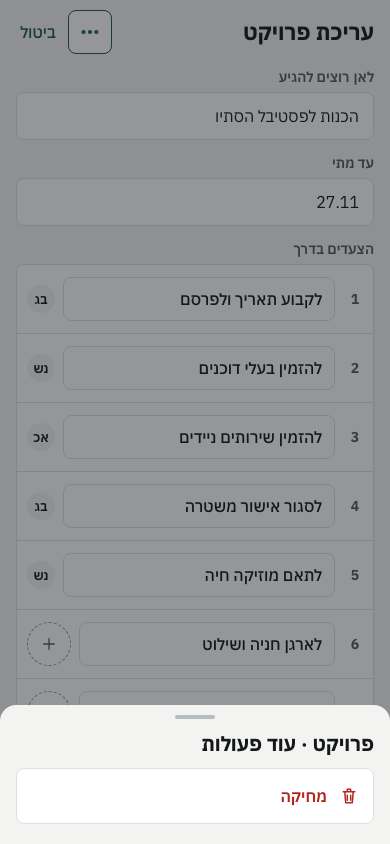 עריכת פרויקט
ביטול
לאן רוצים להגיע
הכנות לפסטיבל הסתיו
עד מתי
27.11
הצעדים בדרך
1 לקבוע תאריך ולפרסם בג
2 להזמין בעלי דוכנים נש
3 להזמין שירותים ניידים אכ
4 לסגור אישור משטרה בג
5 לתאם מוזיקה חיה נש
6 לארגן חניה ושילוט +
פרויקט · עוד פעולות
מחיקה